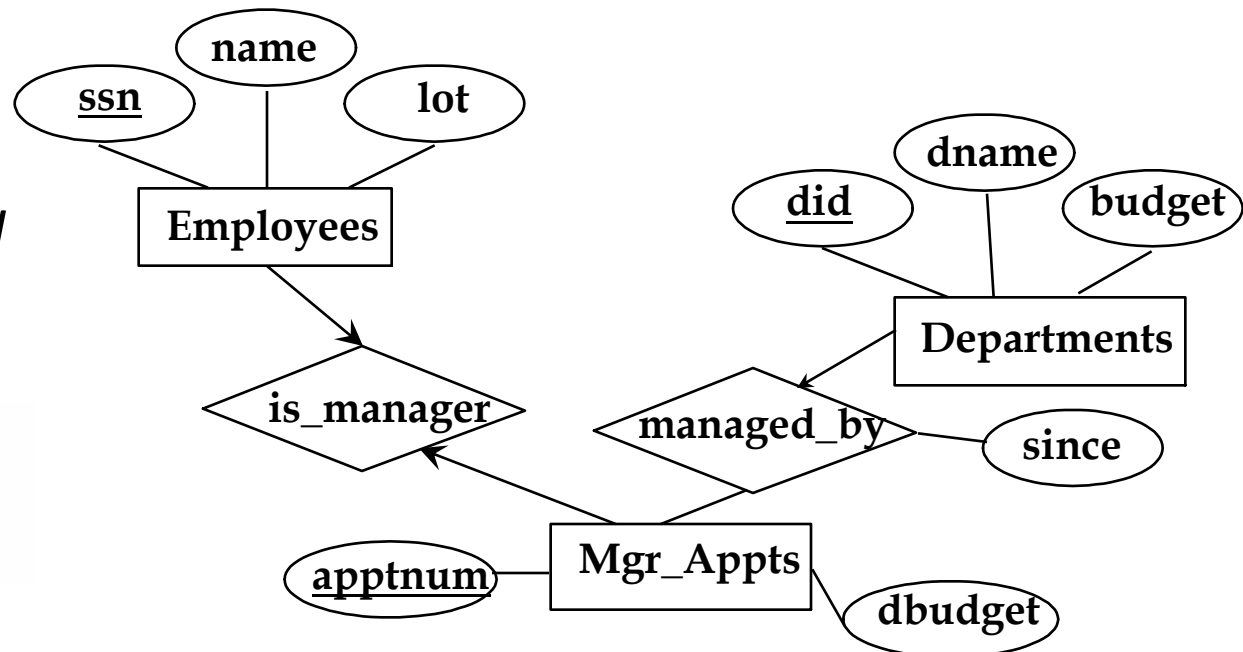 name
ssn
lot
dname
did
budget
Employees
Departments
is_manager
managed_by
since
Mgr_Appts
apptnum
dbudget